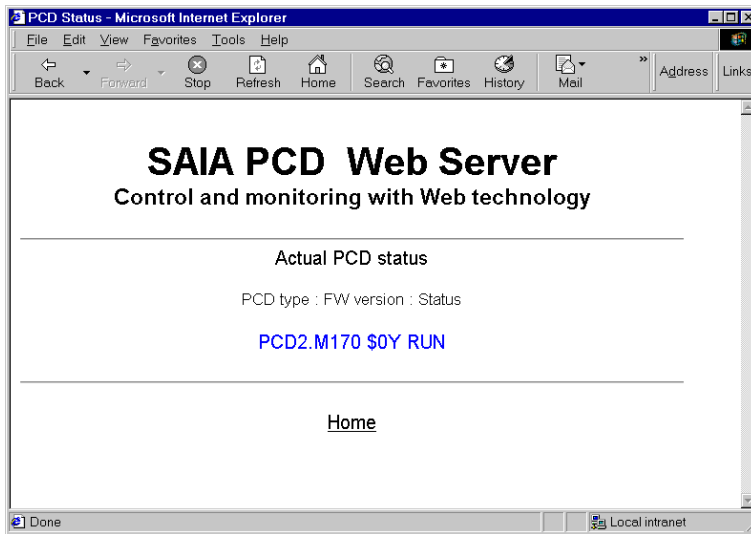 PCD Status - Microsoft Internet Explorer
File Edit View Favorites Tools Help
Back Forward Stop Refresh Home Search Favorites History Mail » Address Links
SAIA PCD Web Server
Control and monitoring with Web technology
Actual PCD status
PCD type : FW version : Status
PCD2.M170 $0Y RUN
Home
Done Local intranet